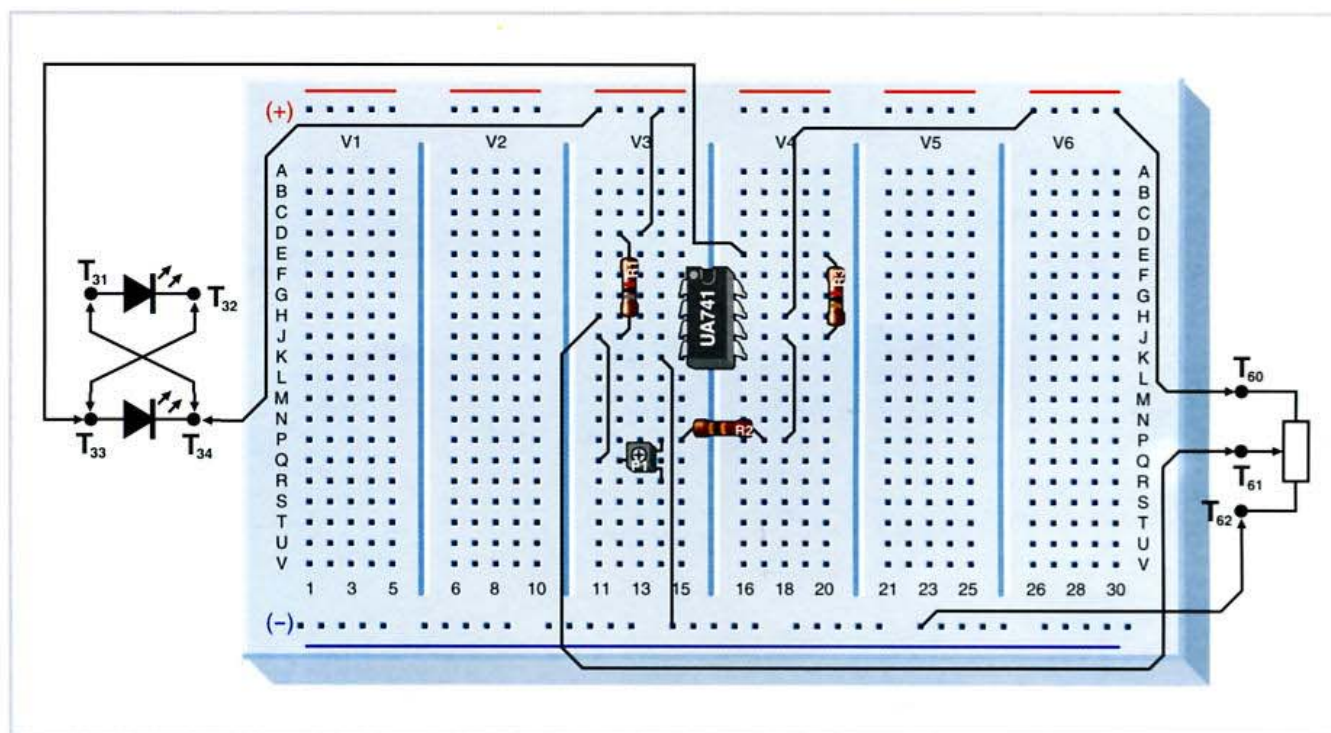 (+)
V1 V2 V3 V4 V5 V6
A A
B B
C C
D D
E E
F F
G G
H H
J J
K K
L L
M M
N N
P P
Q Q
R R
S S
T T
U U
V V
1 3 5 6 8 10 11 13 15 16 18 20 21 23 25 26 28 30
(-)
T31
T32
T33
T34
R1
UA741
R3
R2
P1
T60
T61
T62